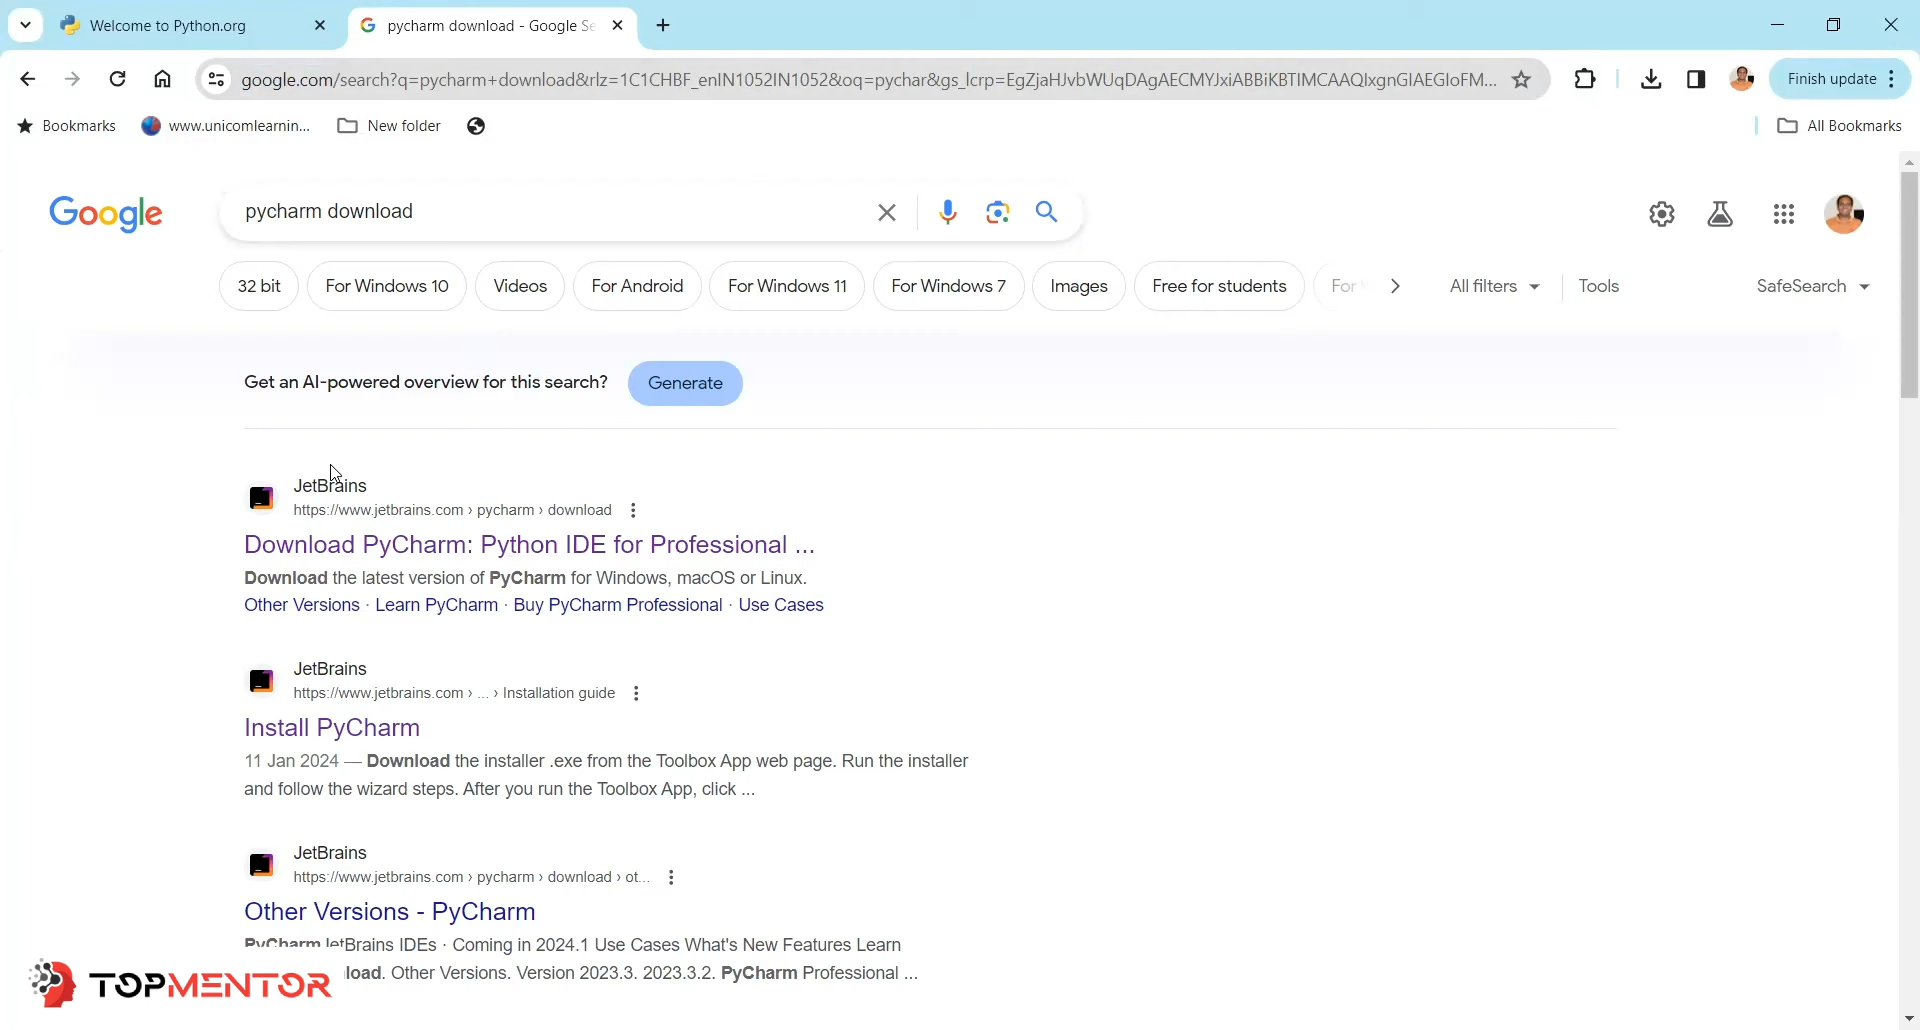 Welcome to Python.org
pycharm download - Google Se
google.com/search?q=pycharm+download&rlz=1C1CHBF_enIN1052IN1052&oq=pychar&gs_lcrp=EgZjaHJvbWUqDAgAECMYJxiABBiKBTIMCAAQIxgnGIAEGIoFM...
Finish update
Bookmarks
www.unicomlearnin...
New folder
All Bookmarks
Google
pycharm download
32 bit
For Windows 10
Videos
For Android
For Windows 11
For Windows 7
Images
Free for students
For
All filters
Tools
SafeSearch
Get an AI-powered overview for this search?
Generate
JetBrains
https://www.jetbrains.com › pycharm › download
Download PyCharm: Python IDE for Professional ...
Download the latest version of PyCharm for Windows, macOS or Linux.
Other Versions · Learn PyCharm · Buy PyCharm Professional · Use Cases
JetBrains
https://www.jetbrains.com › ... › Installation guide
Install PyCharm
11 Jan 2024 — Download the installer .exe from the Toolbox App web page. Run the installer
and follow the wizard steps. After you run the Toolbox App, click ...
JetBrains
https://www.jetbrains.com › pycharm › download › ot...
Other Versions - PyCharm
PyCharm JetBrains IDEs · Coming in 2024.1 Use Cases What's New Features Learn
load. Other Versions. Version 2023.3. 2023.3.2. PyCharm Professional ...
TOPMENTOR